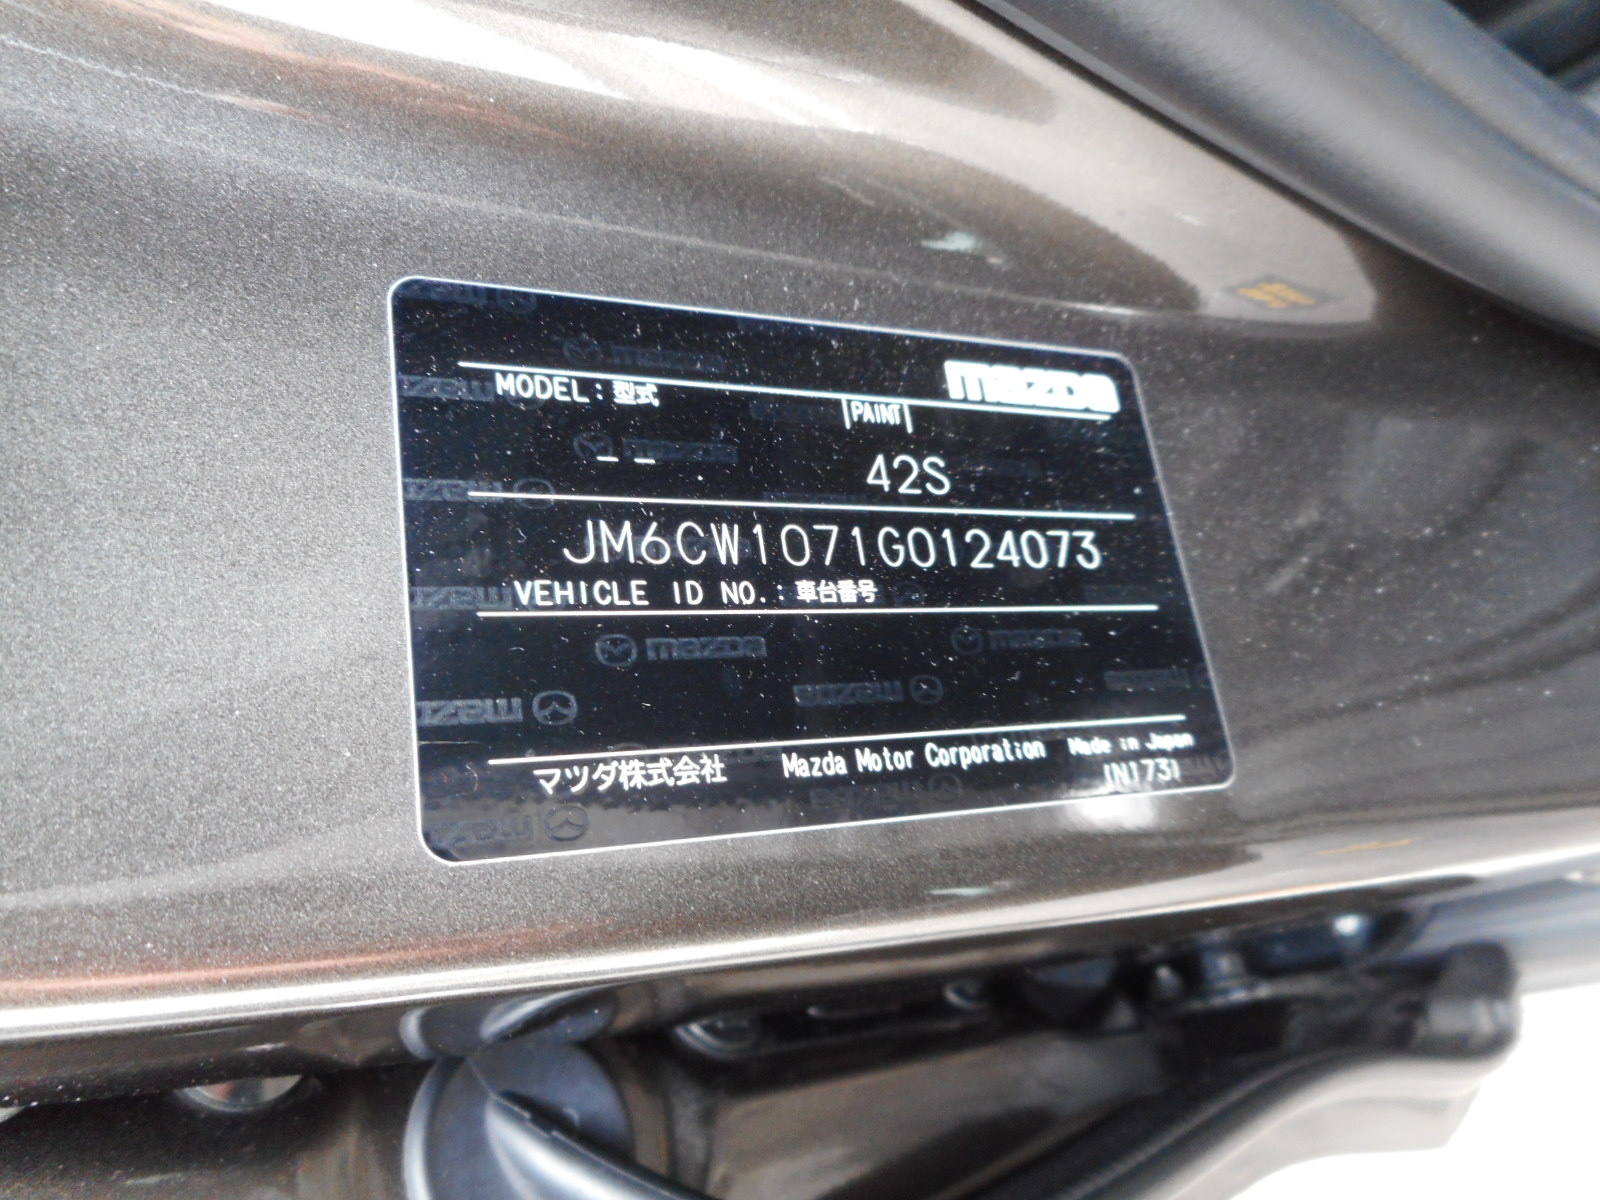 mazda
MODEL : 型式
PAINT
42S
JM6CW1071G0124073
VEHICLE ID NO. : 車台番号
マツダ株式会社 Mazda Motor Corporation Made in Japan
(N173)